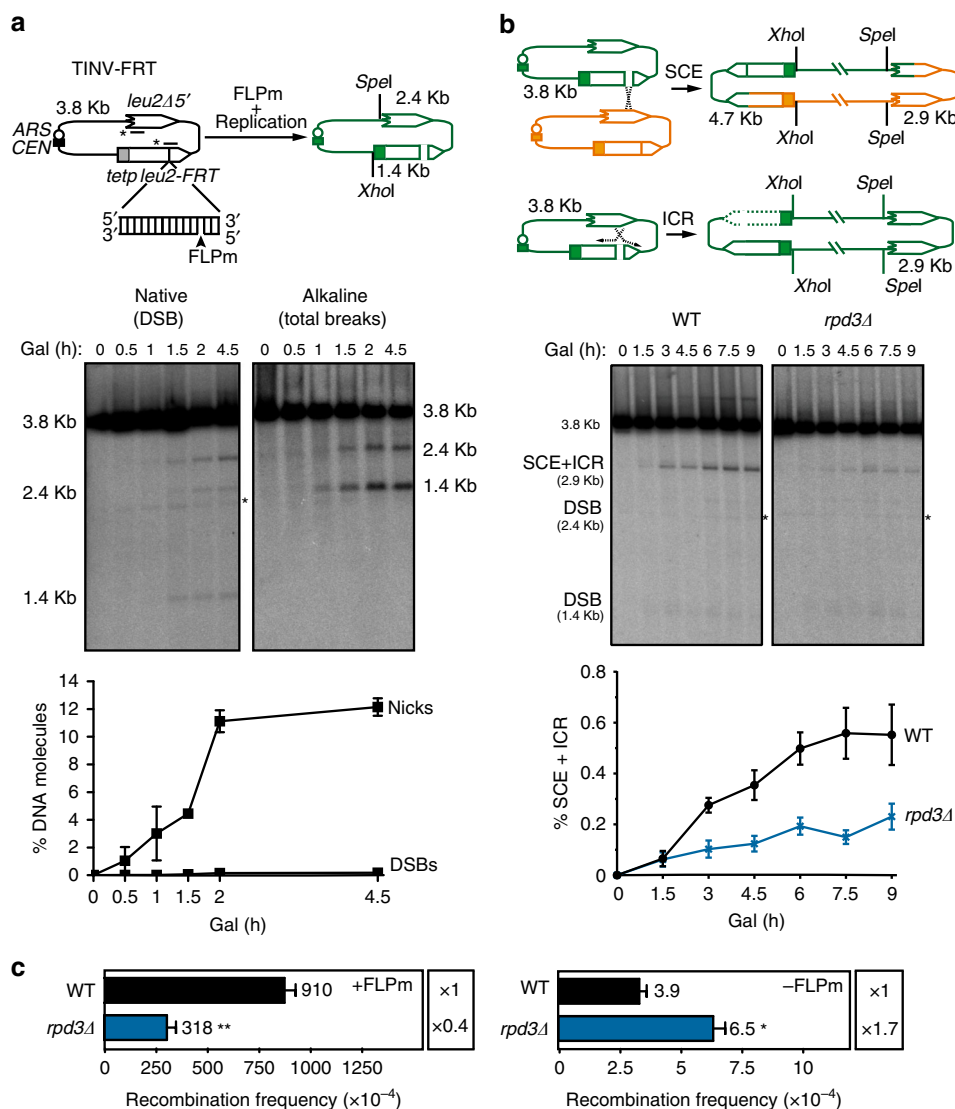 a
TINV-FRT
3.8 Kb
leu2Δ5′
ARS
CEN
*
*
tetp leu2-FRT
5′ 3′
3′ 5′
FLPm
FLPm
+
Replication
SpeI
2.4 Kb
1.4 Kb
XhoI
Native
(DSB)
Alkaline
(total breaks)
Gal (h): 0 0.5 1 1.5 2 4.5 0 0.5 1 1.5 2 4.5
3.8 Kb
2.4 Kb
1.4 Kb
*
3.8 Kb
2.4 Kb
1.4 Kb
% DNA molecules
14
12
10
8
6
4
2
0
Nicks
DSBs
0 0.5 1 1.5 2 4.5
Gal (h)
b
3.8 Kb
SCE
XhoI
SpeI
4.7 Kb
XhoI
SpeI
2.9 Kb
3.8 Kb
ICR
XhoI
SpeI
2.9 Kb
XhoI
SpeI
WT
rpd3Δ
Gal (h): 0 1.5 3 4.5 6 7.5 9 0 1.5 3 4.5 6 7.5 9
3.8 Kb
SCE+ICR
(2.9 Kb)
DSB
(2.4 Kb)
* *
DSB
(1.4 Kb)
% SCE + ICR
0.8
0.6
0.4
0.2
0
WT
rpd3Δ
0 1.5 3 4.5 6 7.5 9
Gal (h)
c
WT 910 +FLPm ×1
rpd3Δ 318 ** ×0.4
0 250 500 750 1000 1250
Recombination frequency (×10⁻⁴)
WT 3.9 −FLPm ×1
rpd3Δ 6.5 * ×1.7
0 2.5 5 7.5 10
Recombination frequency (×10⁻⁴)